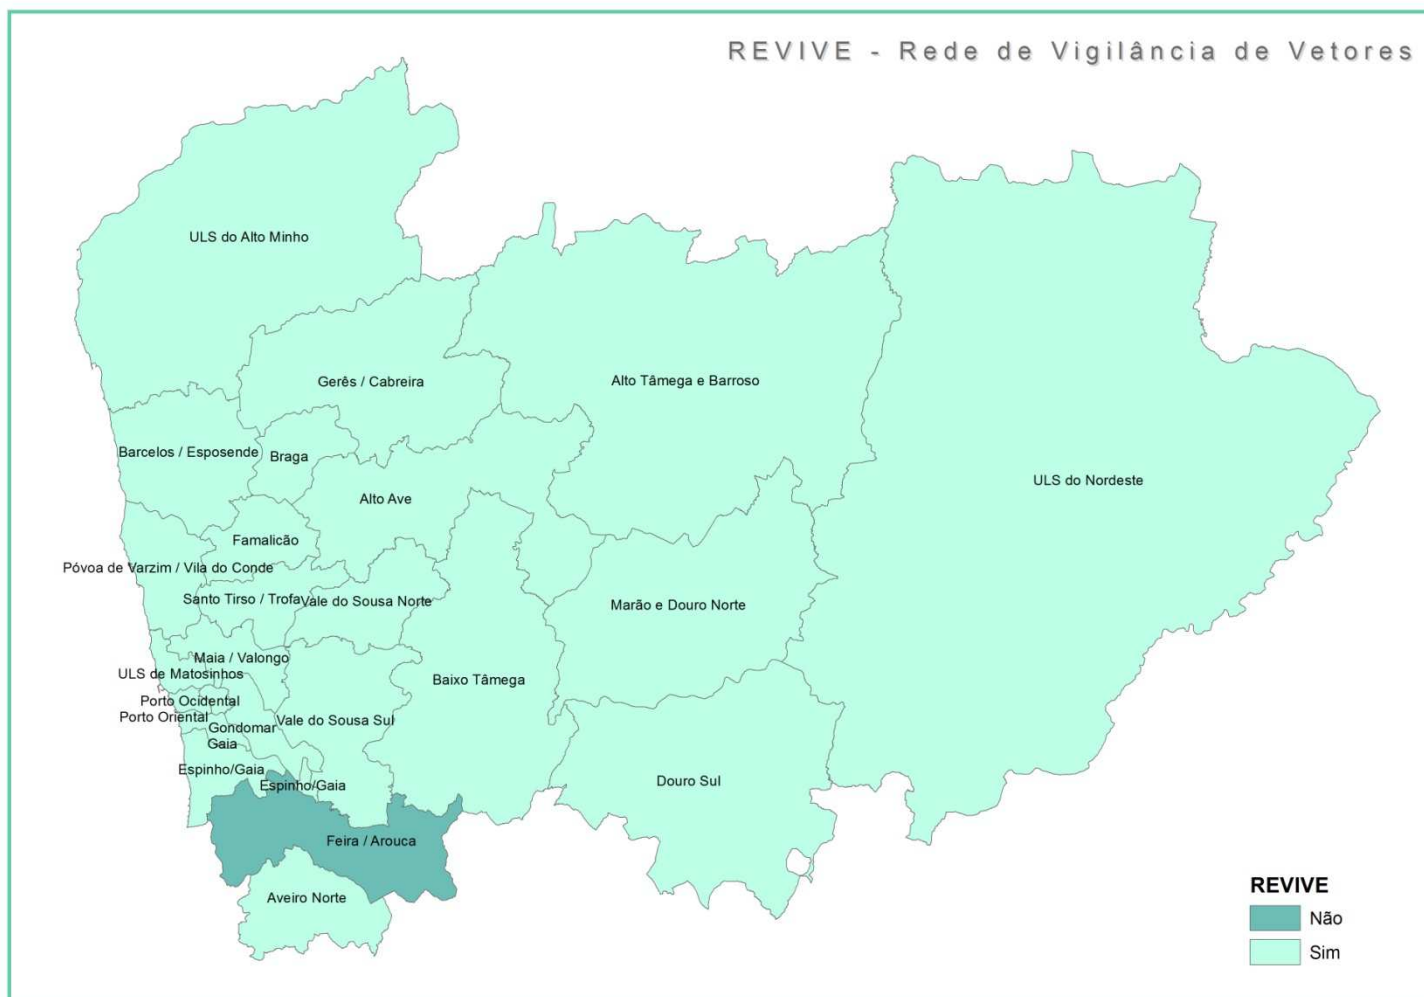 REVIVE - Rede de Vigilância de Vetores
ULS do Alto Minho
Gerês / Cabreira
Alto Tâmega e Barroso
Barcelos / Esposende
Braga
ULS do Nordeste
Alto Ave
Famalicão
Póvoa de Varzim / Vila do Conde
Santo Tirso / Trofa
Vale do Sousa Norte
Marão e Douro Norte
Maia / Valongo
ULS de Matosinhos
Baixo Tâmega
Porto Ocidental
Porto Oriental
Vale do Sousa Sul
Gondomar
Gaia
Espinho/Gaia
Espinho/Gaia
Douro Sul
Feira / Arouca
Aveiro Norte
REVIVE
Não
Sim